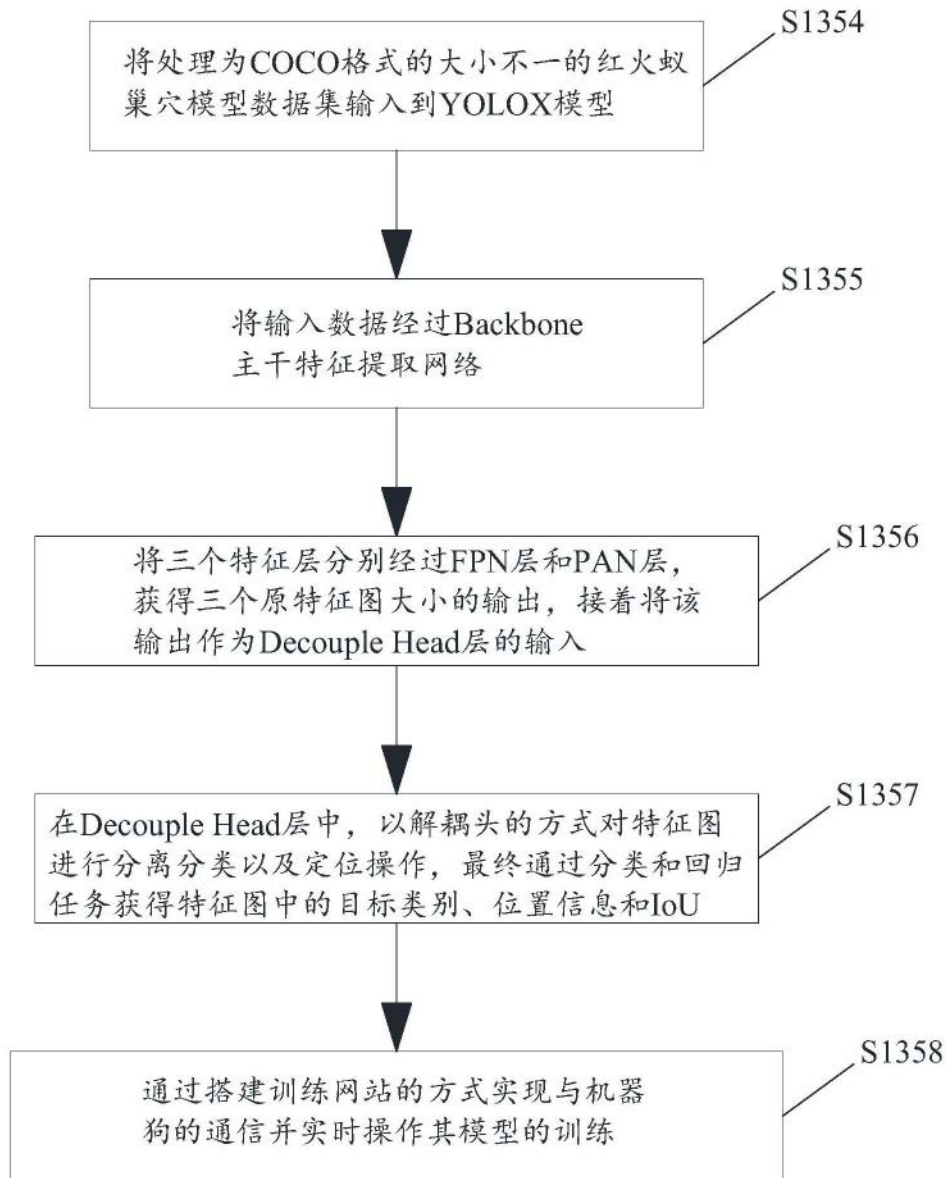 S1354
将处理为COCO格式的大小不一的红火蚁
巢穴模型数据集输入到YOLOX模型
S1355
将输入数据经过Backbone
主干特征提取网络
S1356
将三个特征层分别经过FPN层和PAN层，
获得三个原特征图大小的输出，接着将该
输出作为Decouple Head层的输入
S1357
在Decouple Head层中，以解耦头的方式对特征图
进行分离分类以及定位操作，最终通过分类和回归
任务获得特征图中的目标类别、位置信息和IoU
S1358
通过搭建训练网站的方式实现与机器
狗的通信并实时操作其模型的训练